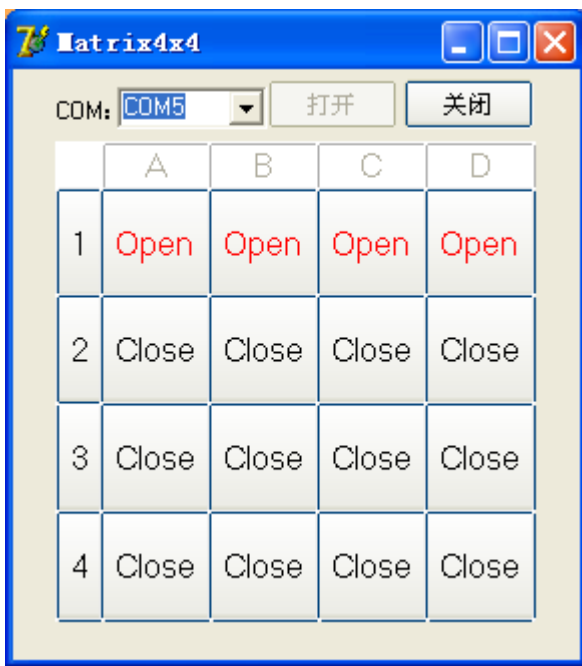 Matrix4x4
COM: COM5 打开 关闭
A B C D
1 Open Open Open Open
2 Close Close Close Close
3 Close Close Close Close
4 Close Close Close Close